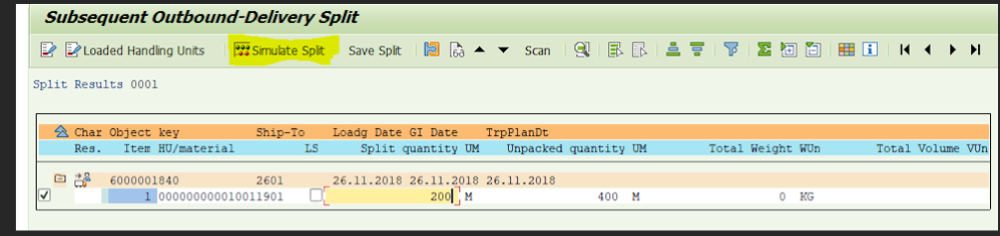 Subsequent Outbound-Delivery Split
Loaded Handling Units Simulate Split Save Split Scan
Split Results 0001
Char Object key Ship-To Loadg Date GI Date TrpPlanDt
Res. Item HU/material LS Split quantity UM Unpacked quantity UM Total Weight WUn Total Volume VUn
6000001840 2601 26.11.2018 26.11.2018 26.11.2018
1 000000000010011901 200 M 400 M 0 KG